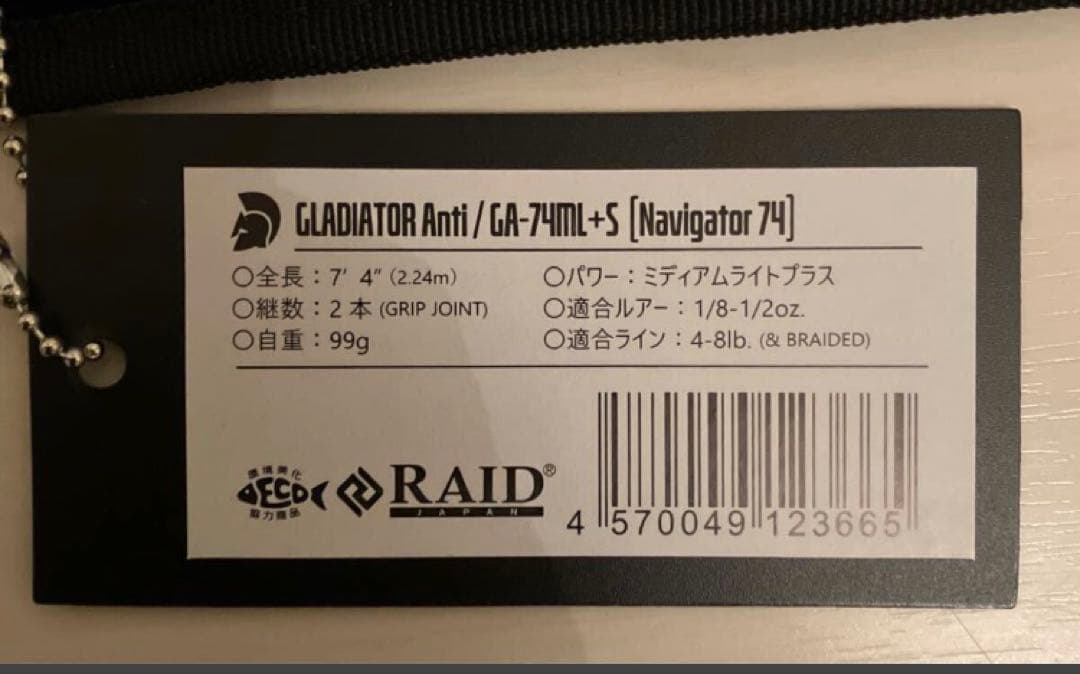 GLADIATOR Anti / GA-74ML+S [Navigator 74]
○全長：7’ 4” (2.24m)
○パワー：ミディアムライトプラス
○継数：2 本 (GRIP JOINT)
○適合ルアー：1/8-1/2oz.
○自重：99g
○適合ライン：4-8lb. (& BRAIDED)
環境美化
ECO
協力商品
RAID®
JAPAN
4 570049 123665